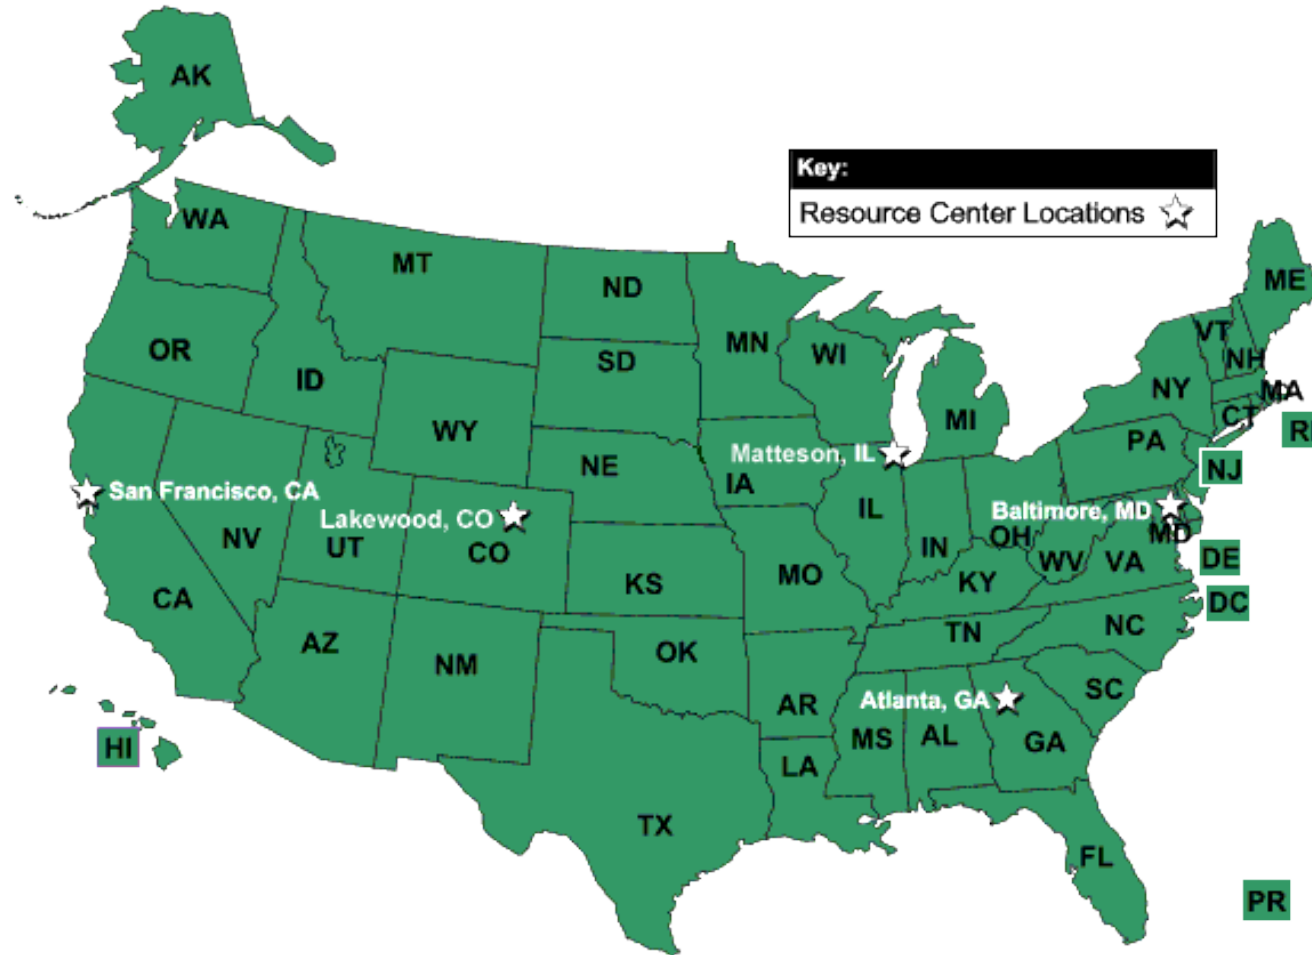 AK
Key:
Resource Center Locations
WA
MT
ND
MN
ME
OR
ID
SD
WI
VT
NH
WY
MI
NY
MA
CT
RI
PA
NE
Matteson, IL
IA
NJ
San Francisco, CA
Lakewood, CO
Baltimore, MD
NV
UT
CO
IL
IN
OH
MD
WV
VA
DE
KS
MO
KY
DC
CA
AZ
NM
OK
TN
NC
AR
Atlanta, GA
SC
MS
AL
GA
HI
LA
TX
FL
PR